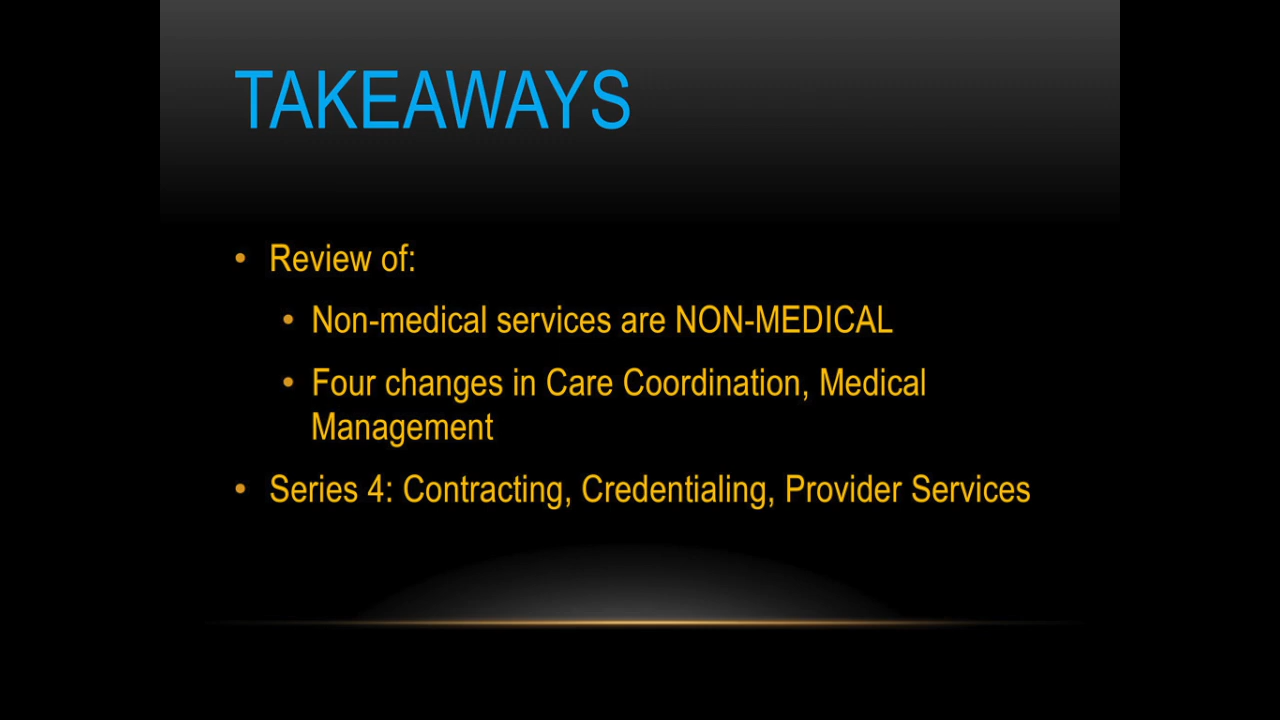 TAKEAWAYS
• Review of:
• Non-medical services are NON-MEDICAL
• Four changes in Care Coordination, Medical
Management
• Series 4: Contracting, Credentialing, Provider Services